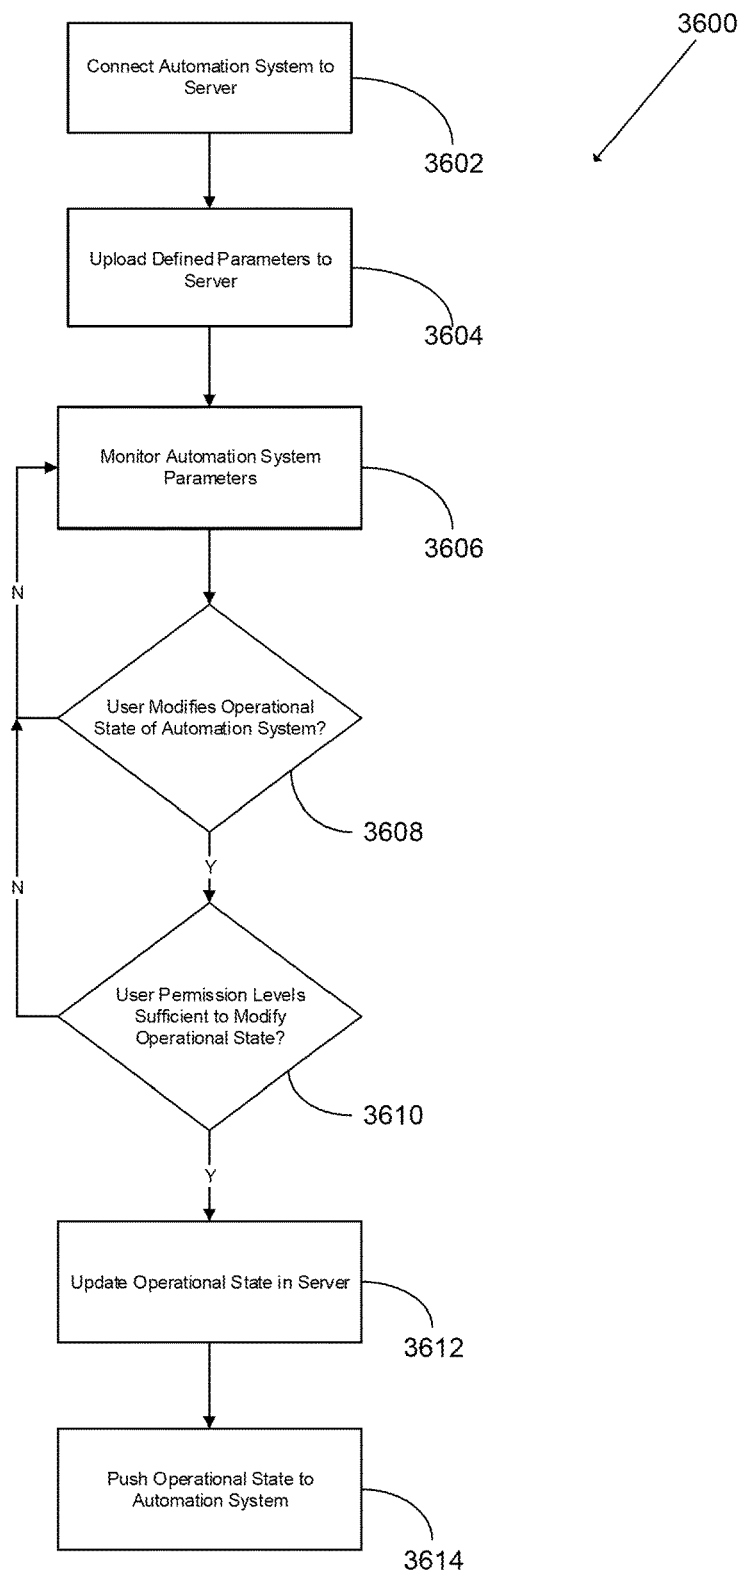 3600
Connect Automation System to
Server
3602
Upload Defined Parameters to
Server
3604
Monitor Automation System
Parameters
3606
N
User Modifies Operational
State of Automation System?
3608
Y
N
User Permission Levels
Sufficient to Modify
Operational State?
3610
Y
Update Operational State in Server
3612
Push Operational State to
Automation System
3614